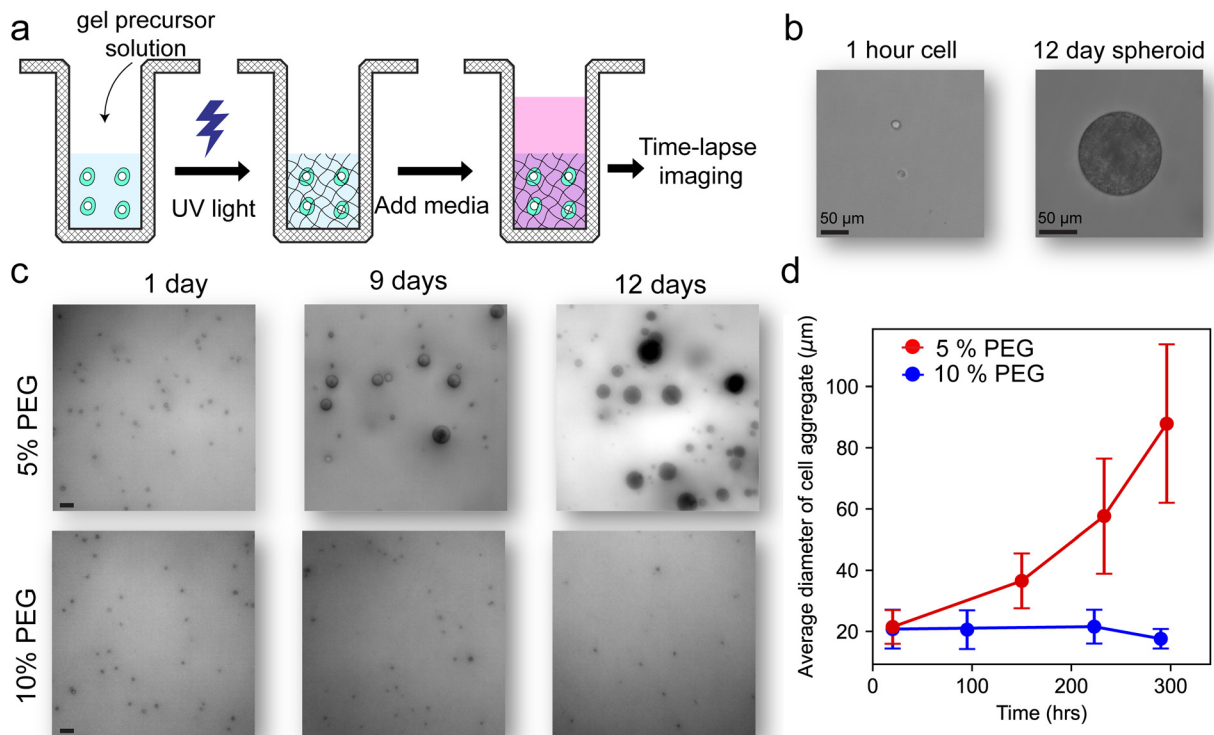 a
gel precursor
solution
UV light
Add media
Time-lapse
imaging
b
1 hour cell
12 day spheroid
50 µm
50 µm
c
1 day
9 days
12 days
5% PEG
10% PEG
d
Average diameter of cell aggregate (µm)
5 % PEG
10 % PEG
100
80
60
40
20
0
100
200
300
Time (hrs)